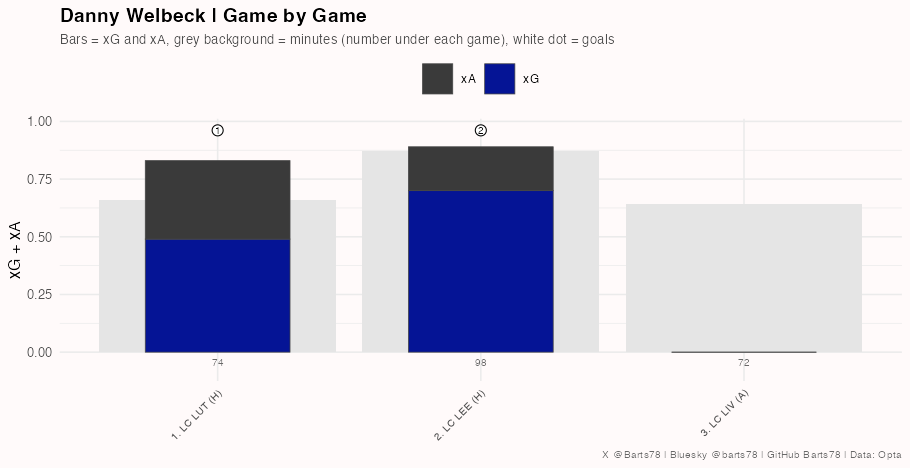 Danny Welbeck | Game by Game
Bars = xG and xA, grey background = minutes (number under each game), white dot = goals
xA xG
1.00
0.75
0.50
0.25
0.00
xG + xA
1 2
74 98 72
1. LC LUT (H) 2. LC LEE (H) 3. LC LIV (A)
X @Barts78 | Bluesky @barts78 | GitHub Barts78 | Data: Opta